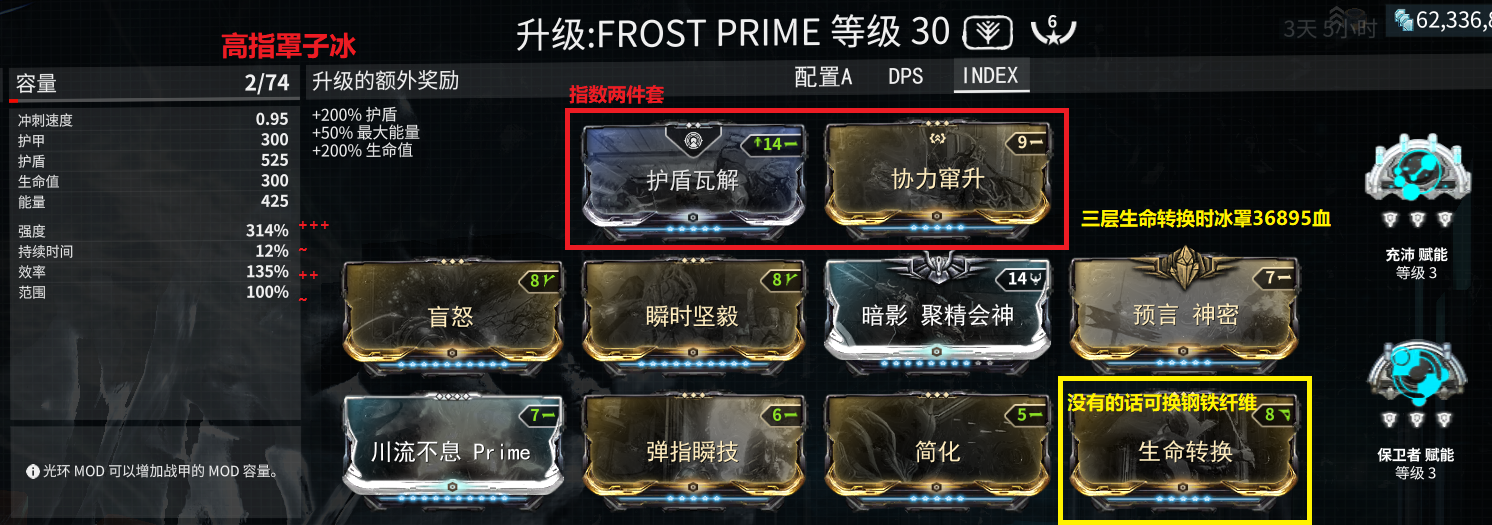 升级:FROST PRIME 等级 30
6
3天 5小时
62,336,8
高指罩子冰
容量 2/74
升级的额外奖励
配置A DPS INDEX
+200% 护盾
+50% 最大能量
+200% 生命值
冲刺速度 0.95
护甲 300
护盾 525
生命值 300
能量 425
强度 314% +++
持续时间 12% ~
效率 135% ++
范围 100% ~
指数两件套
14
护盾瓦解
9
协力窜升
三层生命转换时冰罩36895血
充沛 赋能
等级 3
8
盲怒
8
瞬时坚毅
14
暗影 聚精会神
7
预言 神密
没有的话可换钢铁纤维
7
川流不息 Prime
6
弹指瞬技
5
简化
8
生命转换
保卫者 赋能
等级 3
光环 MOD 可以增加战甲的 MOD 容量。